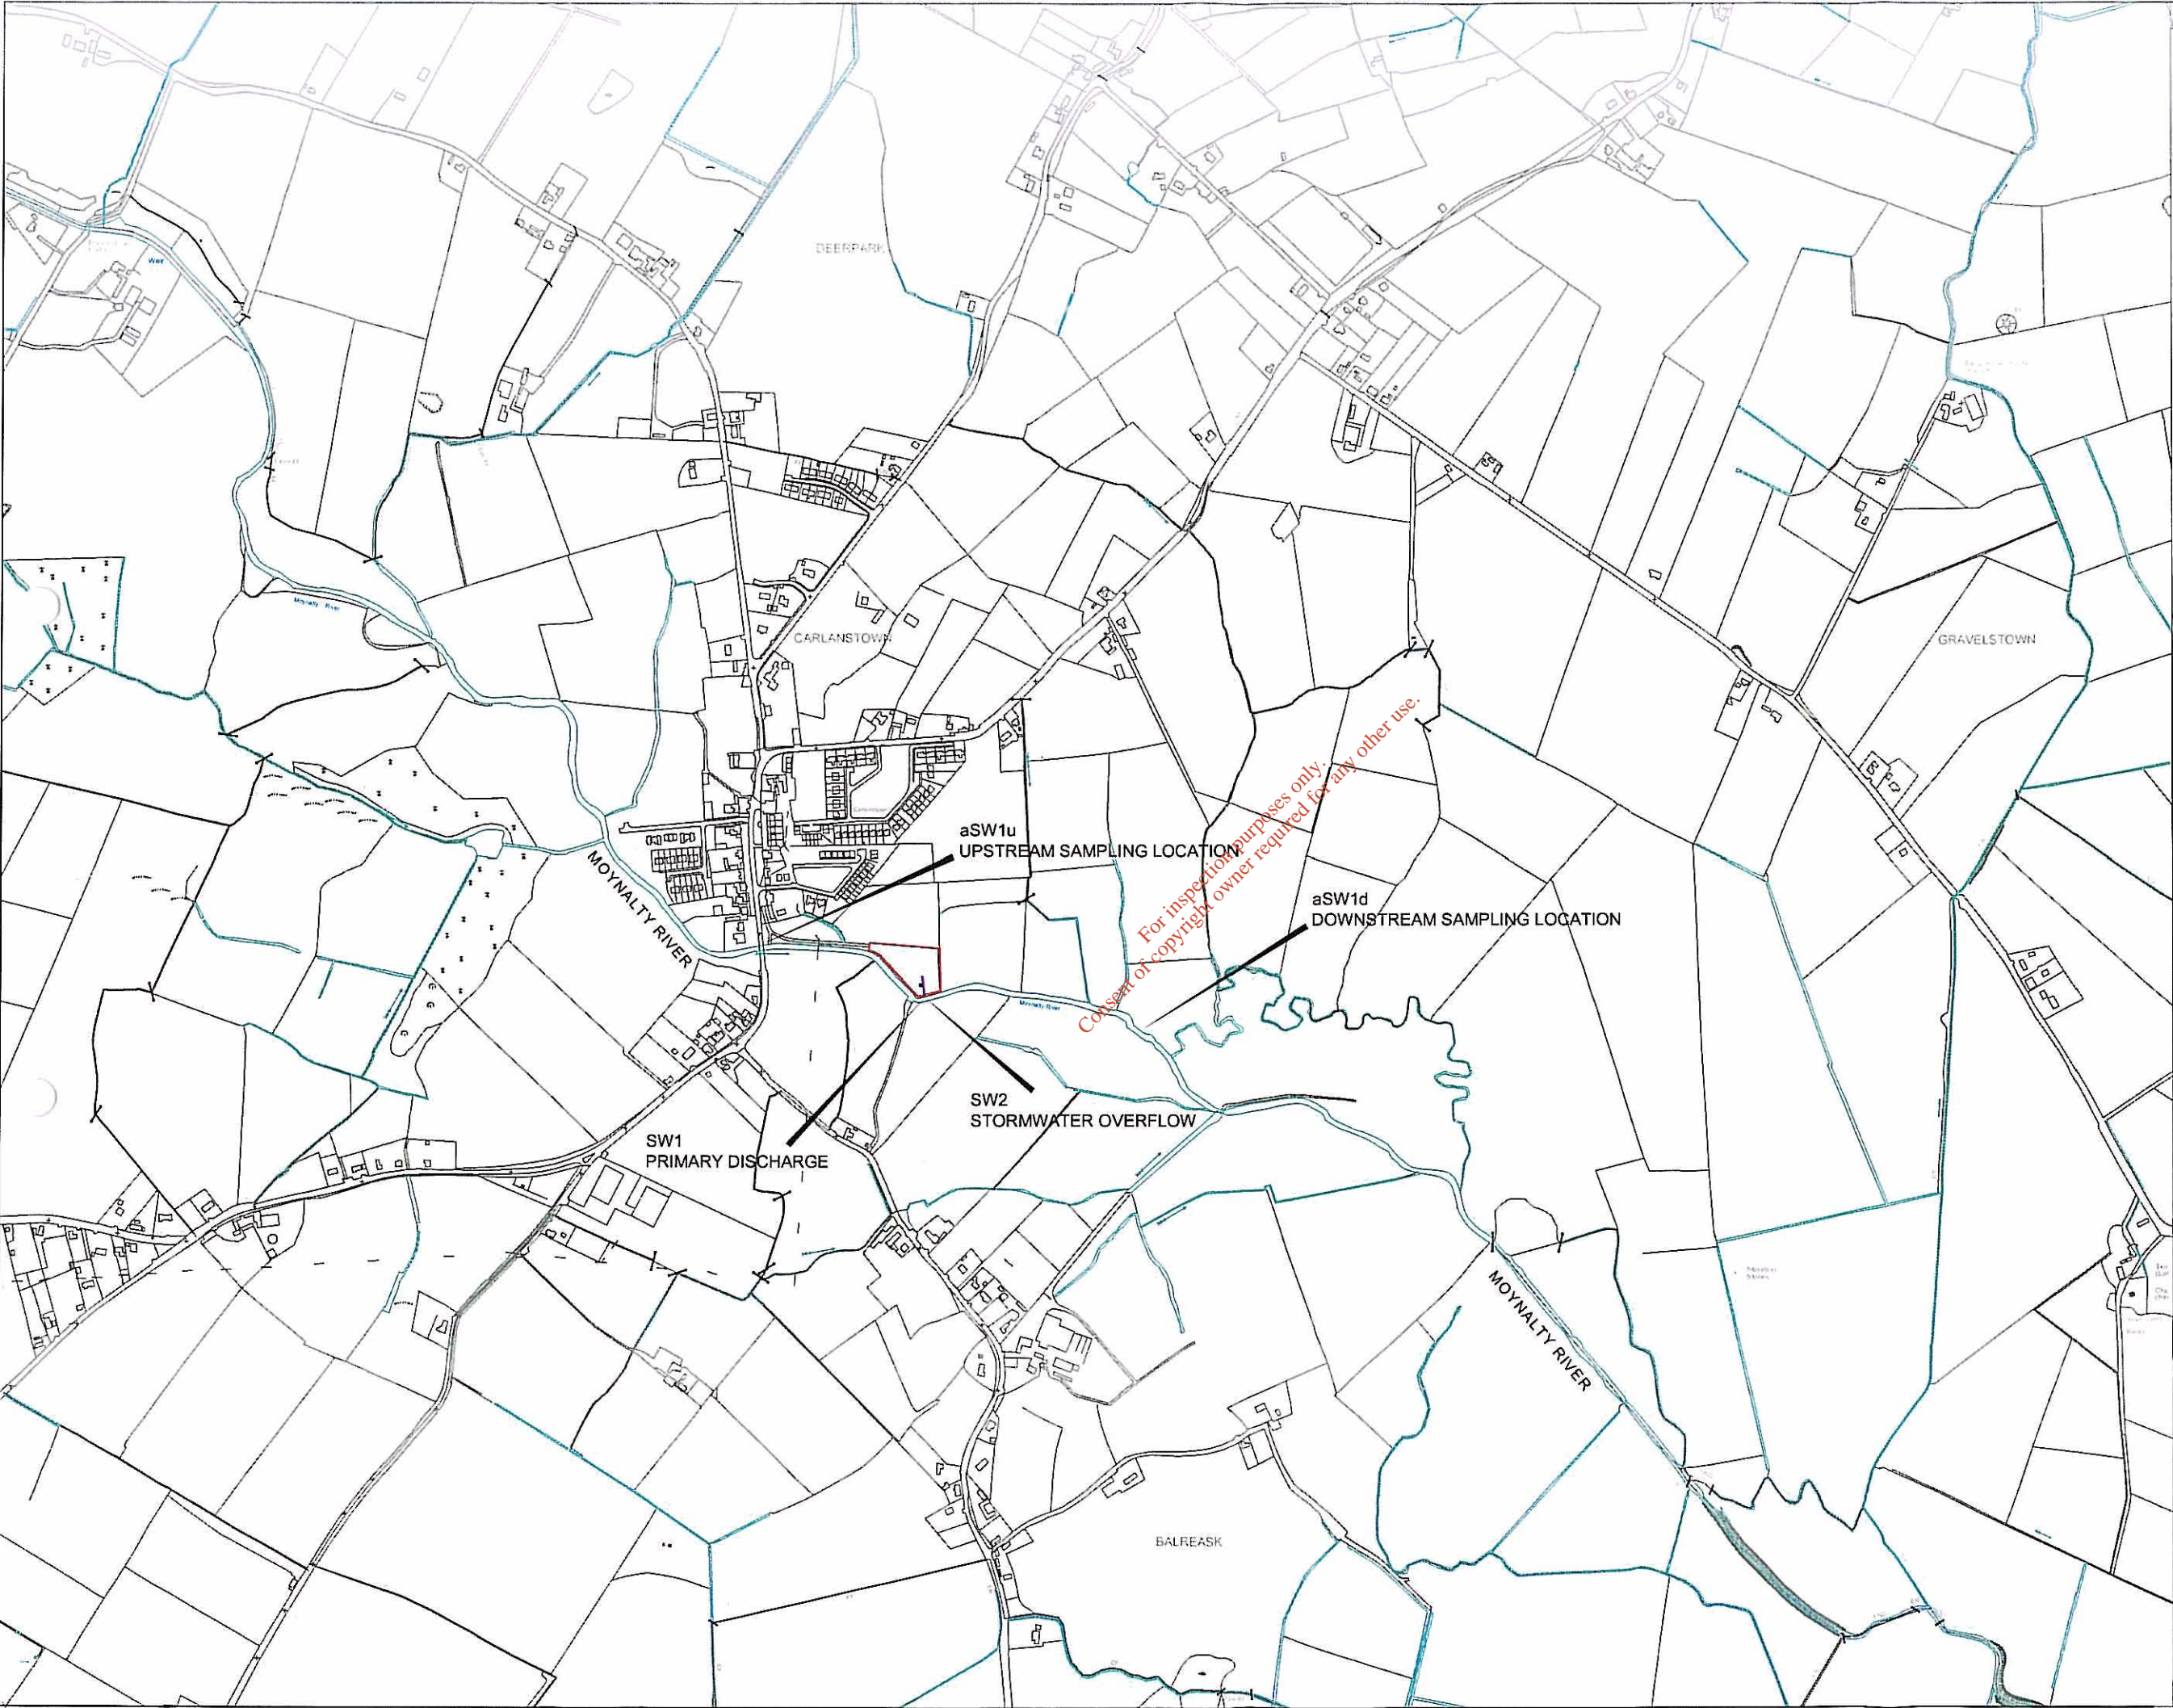 DEERPARK
Weir
Moynalty River
CARLANSTOWN
GRAVELSTOWN
aSW1u
UPSTREAM SAMPLING LOCATION
MOYNALTY RIVER
For inspection purposes only.
Consent of copyright owner required for any other use.
aSW1d
DOWNSTREAM SAMPLING LOCATION
Moynalty River
SW2
STORMWATER OVERFLOW
SW1
PRIMARY DISCHARGE
MOYNALTY RIVER
BALREASK